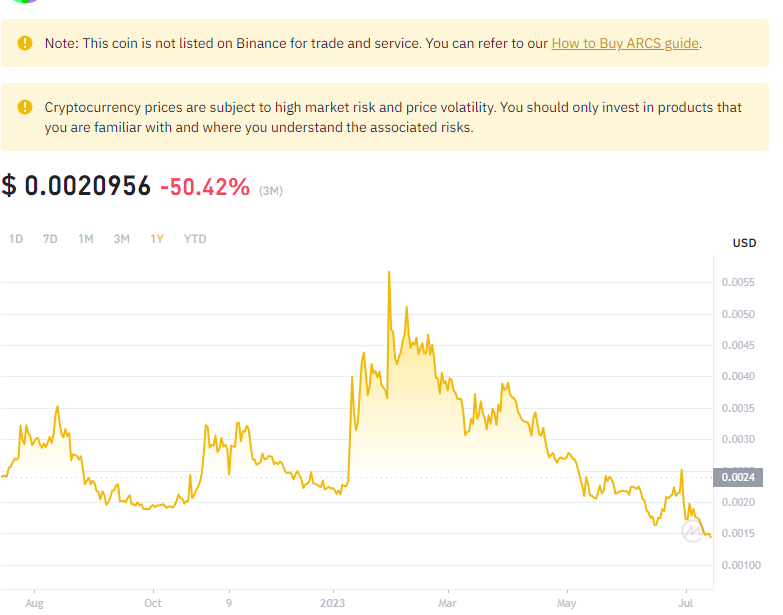 Note: This coin is not listed on Binance for trade and service. You can refer to our How to Buy ARCS guide.
Cryptocurrency prices are subject to high market risk and price volatility. You should only invest in products that
you are familiar with and where you understand the associated risks.
$ 0.0020956 -50.42% (3M)
1D 7D 1M 3M 1Y YTD
USD
0.0055
0.0050
0.0045
0.0040
0.0035
0.0030
0.0024
0.0020
0.0015
0.00100
Aug Oct 9 2023 Mar May Jul